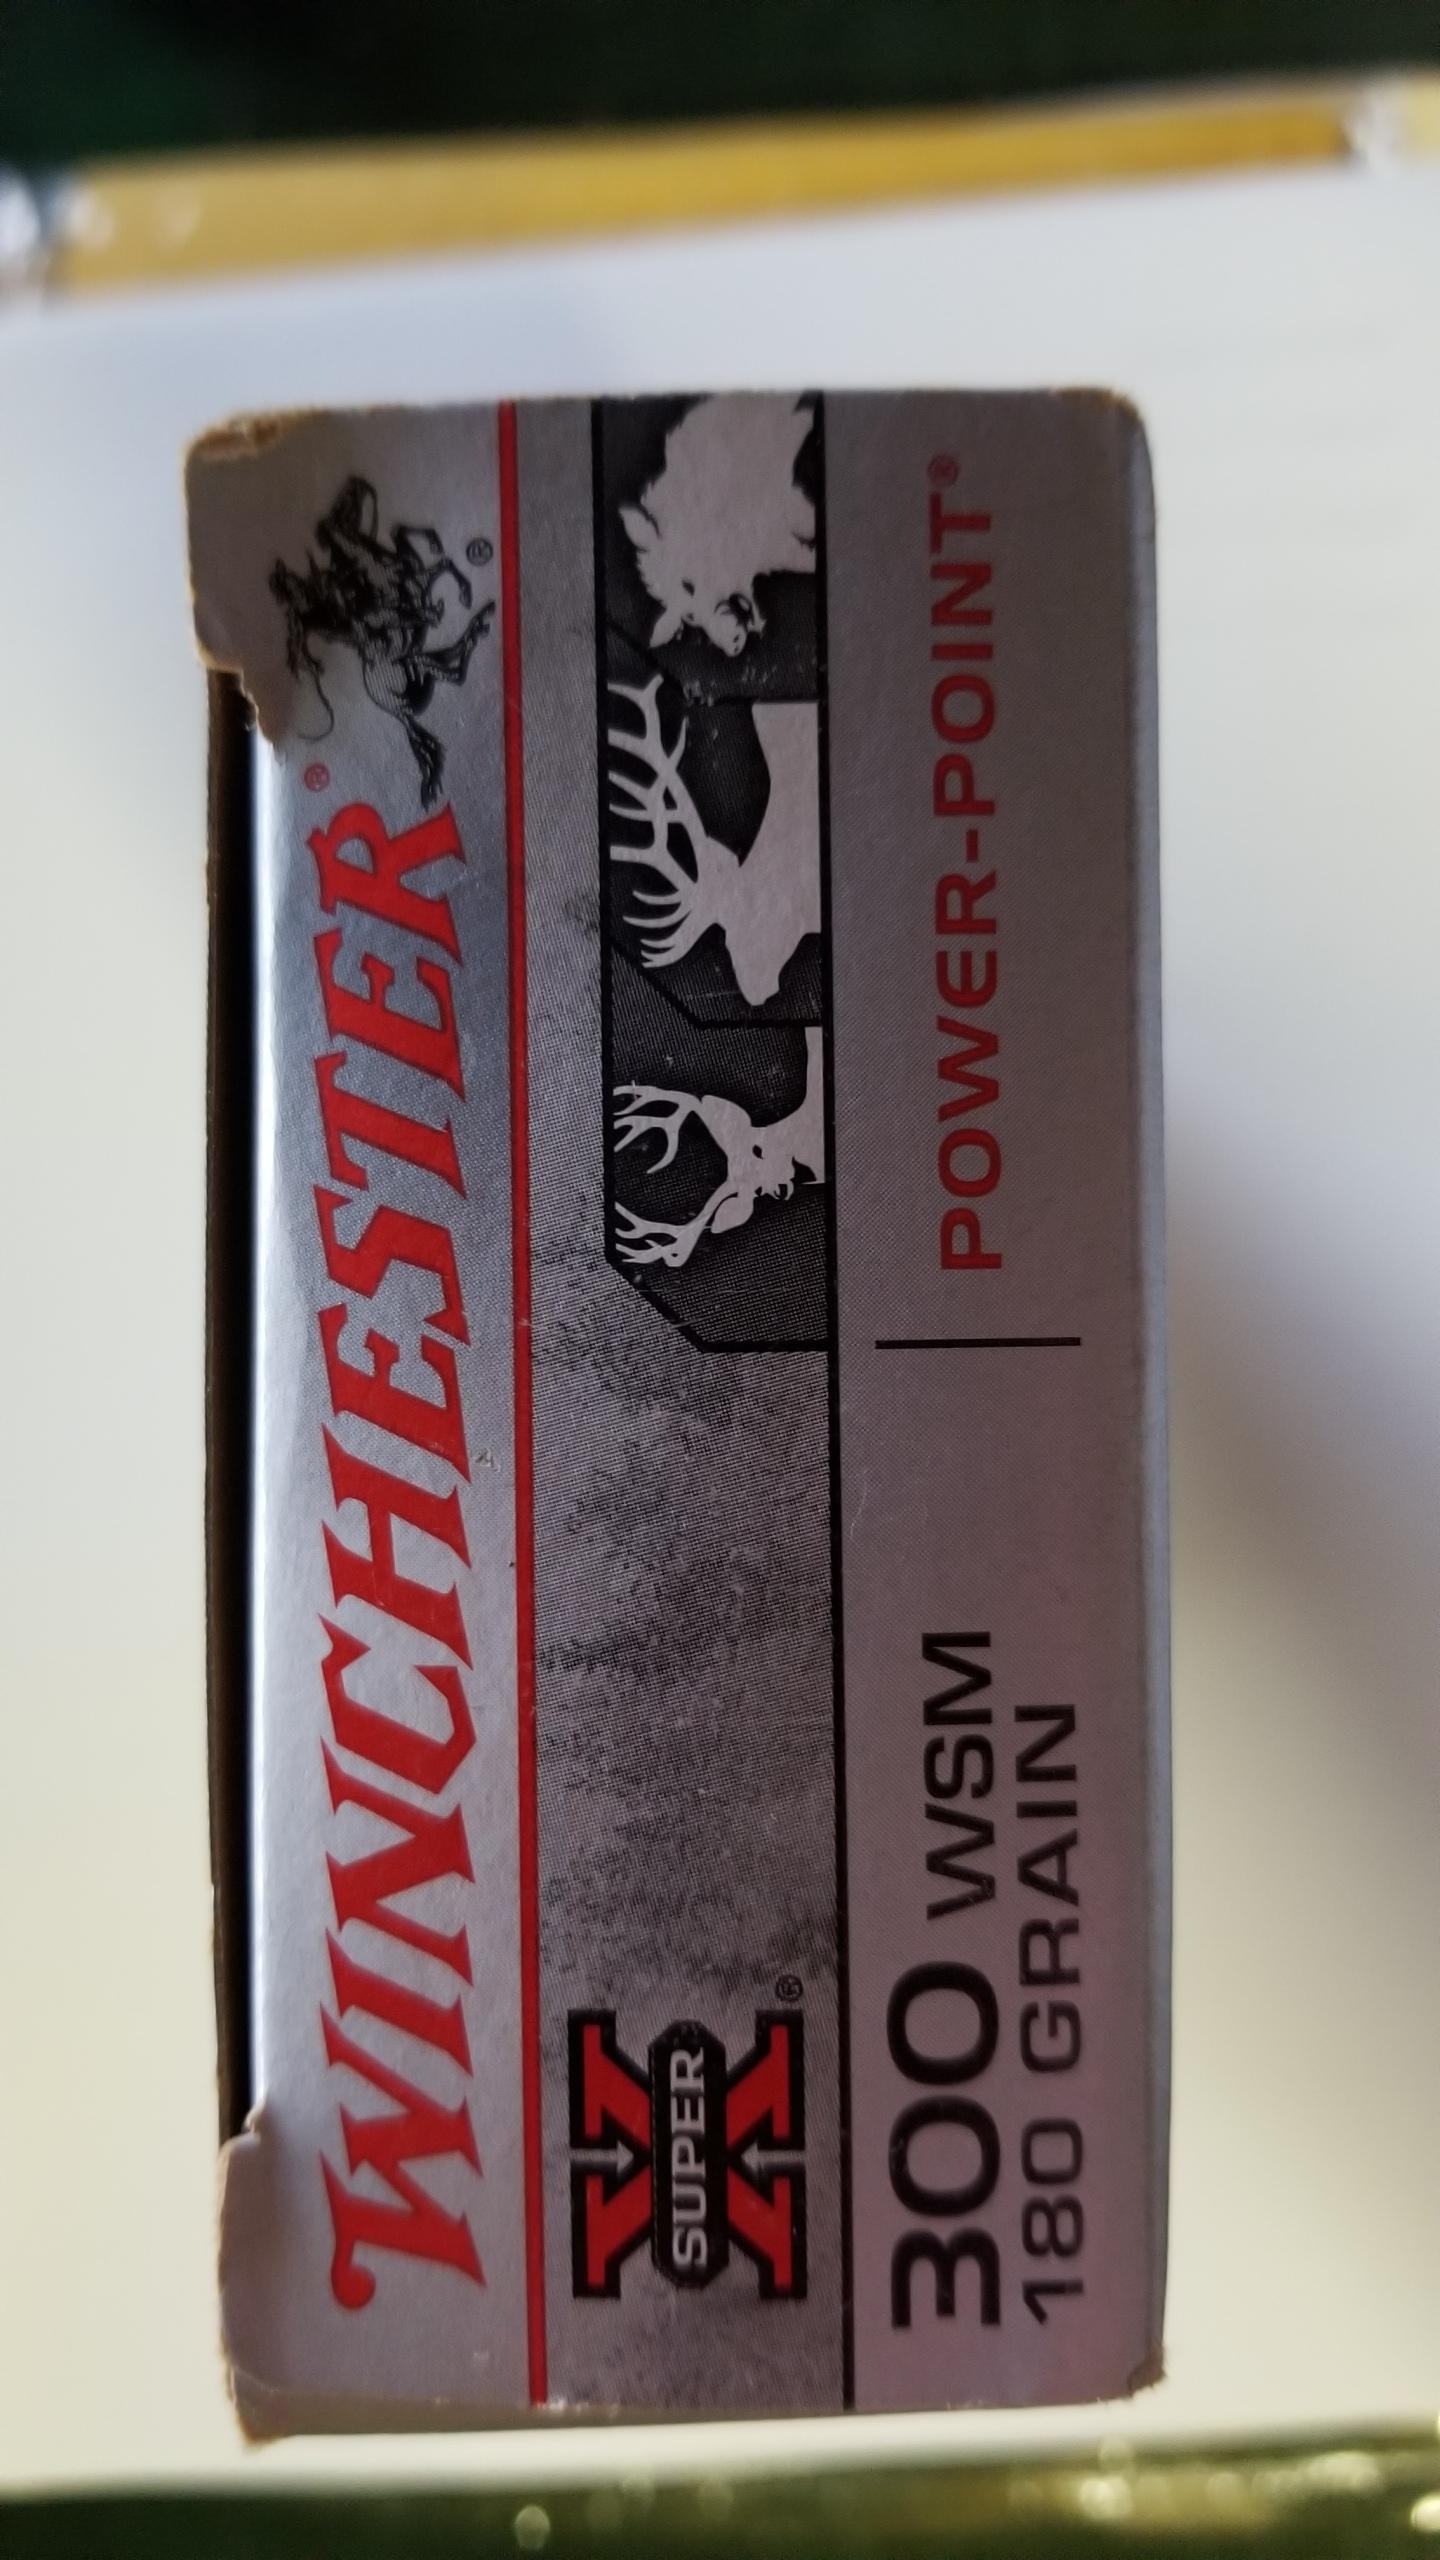 WINCHESTER®
®
SUPER X®
300 WSM
180 GRAIN
POWER-POINT®